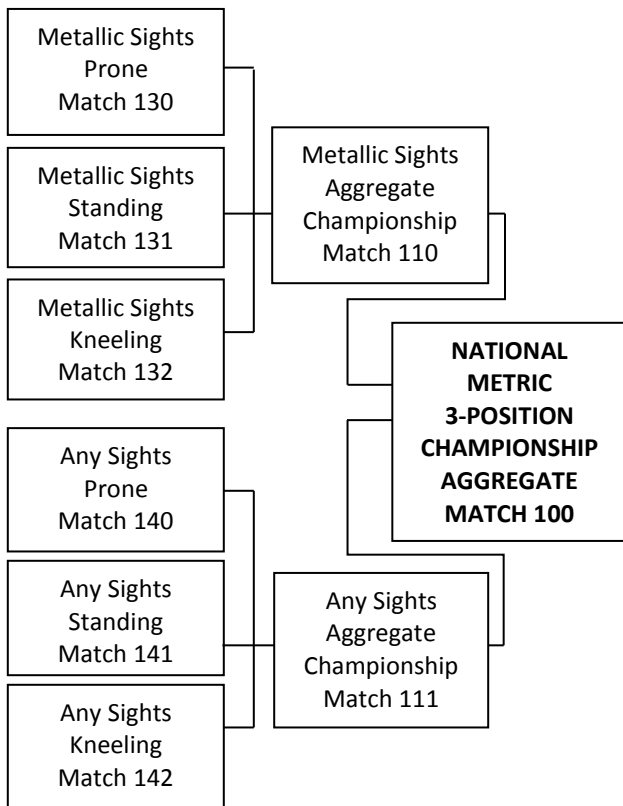 Metallic Sights
Prone
Match 130
Metallic Sights
Standing
Match 131
Metallic Sights
Kneeling
Match 132
Metallic Sights
Aggregate
Championship
Match 110
NATIONAL
METRIC
3-POSITION
CHAMPIONSHIP
AGGREGATE
MATCH 100
Any Sights
Prone
Match 140
Any Sights
Standing
Match 141
Any Sights
Kneeling
Match 142
Any Sights
Aggregate
Championship
Match 111